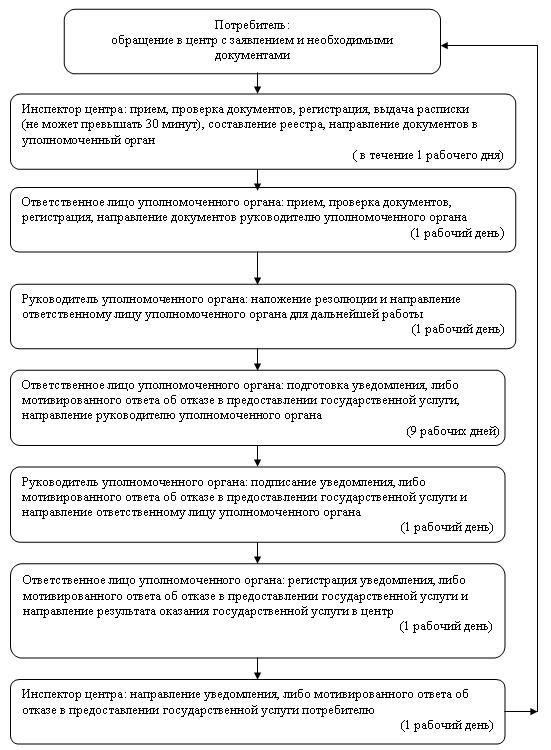 Потребитель:
обращение в центр с заявлением и необходимыми
документами
Инспектор центра: прием, проверка документов, регистрация, выдача расписки
(не может превышать 30 минут), составление реестра, направление документов в
уполномоченный орган
( в течение 1 рабочего дня)
Ответственное лицо уполномоченного органа: прием, проверка документов,
регистрация, направление документов руководителю уполномоченного органа
(1 рабочий день)
Руководитель уполномоченного органа: наложение резолюции и направление
ответственному лицу уполномоченного органа для дальнейшей работы
(1 рабочий день)
Ответственное лицо уполномоченного органа: подготовка уведомления, либо
мотивированного ответа об отказе в предоставлении государственной услуги,
направление руководителю уполномоченного органа
(9 рабочих дней)
Руководитель уполномоченного органа: подписание уведомления, либо
мотивированного ответа об отказе в предоставлении государственной услуги и
направление ответственному лицу уполномоченного органа
(1 рабочий день)
Ответственное лицо уполномоченного органа: регистрация уведомления, либо
мотивированного ответа об отказе в предоставлении государственной услуги и
направление результата оказания государственной услуги в центр
(1 рабочий день)
Инспектор центра: направление уведомления, либо мотивированного ответа об
отказе в предоставлении государственной услуги потребителю
(1 рабочий день)